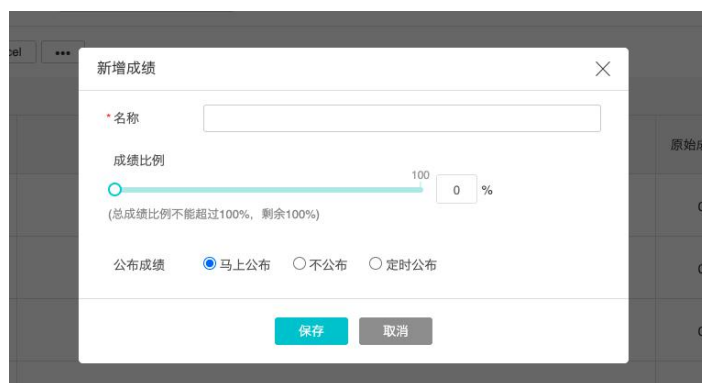 cel •••
新增成绩
*名称
原始成
成绩比例
100
0 %
(总成绩比例不能超过100%，剩余100%)
公布成绩 马上公布 不公布 定时公布
保存 取消